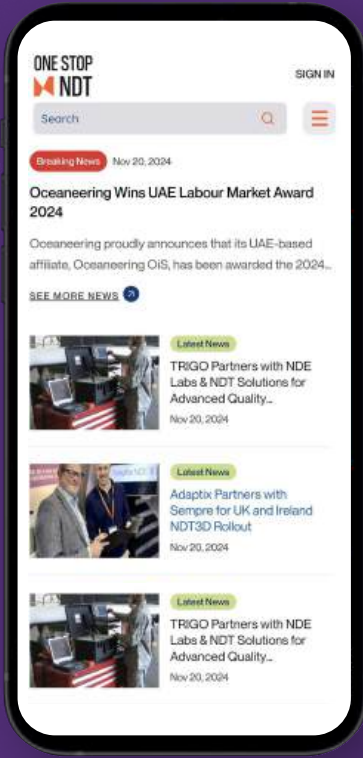 ONE STOP
NDT
SIGN IN
Search
Breaking News Nov 20, 2024
Oceaneering Wins UAE Labour Market Award
2024
Oceaneering proudly announces that its UAE-based
affiliate, Oceaneering OiS, has been awarded the 2024...
SEE MORE NEWS
Latest News
TRIGO Partners with NDE
Labs & NDT Solutions for
Advanced Quality...
Nov 20, 2024
Latest News
Adaptix Partners with
Sempre for UK and Ireland
NDT3D Rollout
Nov 20, 2024
Latest News
TRIGO Partners with NDE
Labs & NDT Solutions for
Advanced Quality...
Nov 20, 2024